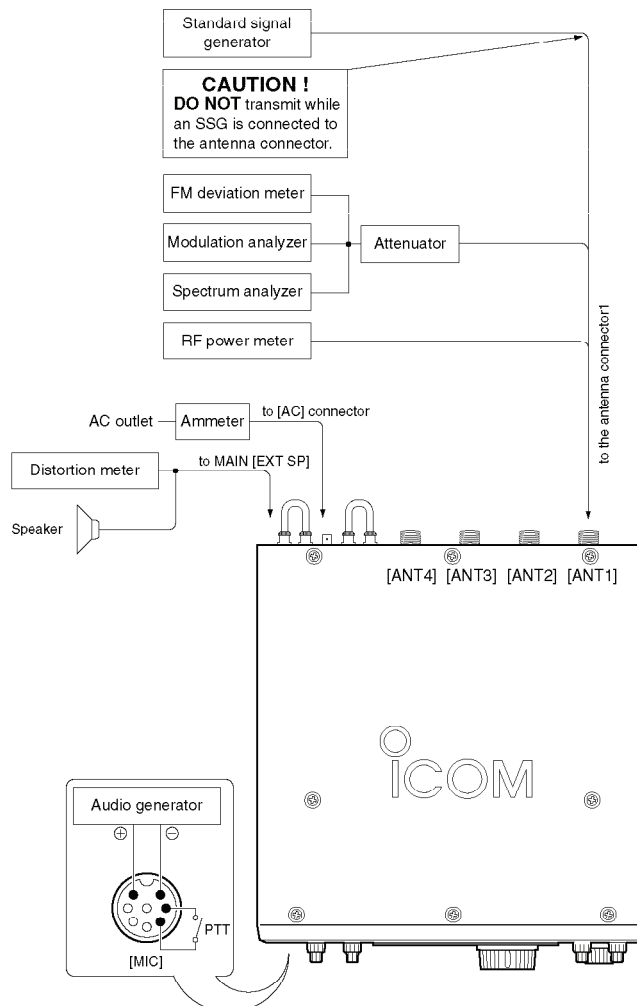 Standard signal
generator
CAUTION !
DO NOT transmit while
an SSG is connected to
the antenna connector.
FM deviation meter
Modulation analyzer
Attenuator
Spectrum analyzer
RF power meter
to the antenna connector1
AC outlet
Ammeter
to [AC] connector
Distortion meter
to MAIN [EXT SP]
Speaker
[ANT4]
[ANT3]
[ANT2]
[ANT1]
ICOM
Audio generator
⊕
⊖
PTT
[MIC]